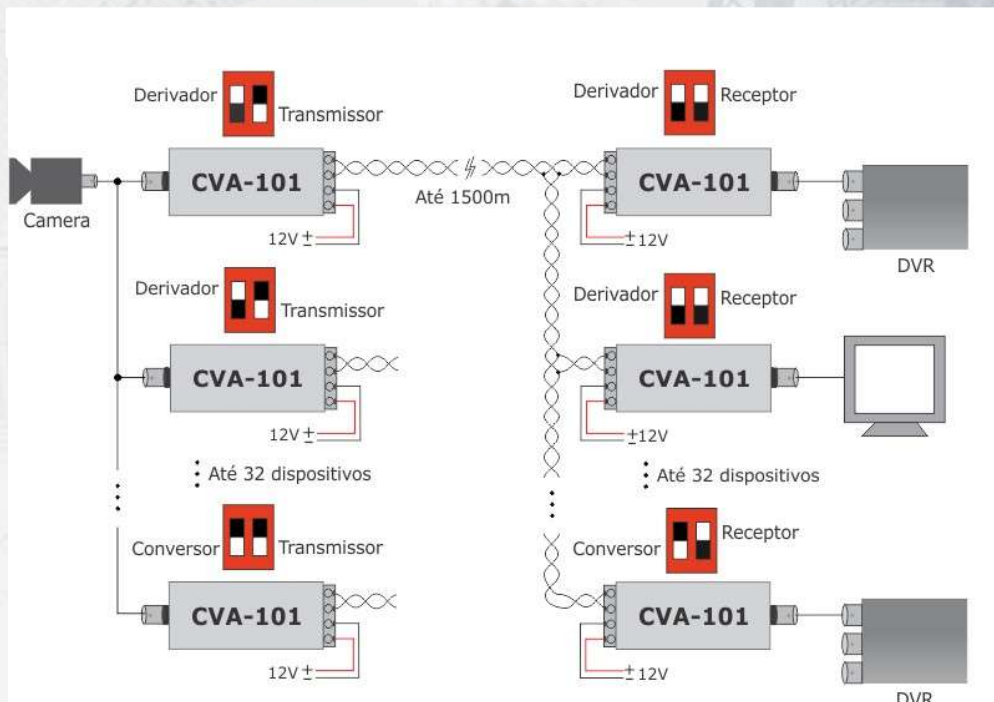 Derivador
Transmissor
CVA-101
12V ±
Camera
Até 1500m
Derivador
Receptor
CVA-101
±12V
DVR
Derivador
Transmissor
CVA-101
12V ±
Até 32 dispositivos
Derivador
Receptor
CVA-101
±12V
Até 32 dispositivos
Conversor
Transmissor
CVA-101
12V ±
Conversor
Receptor
CVA-101
±12V
DVR